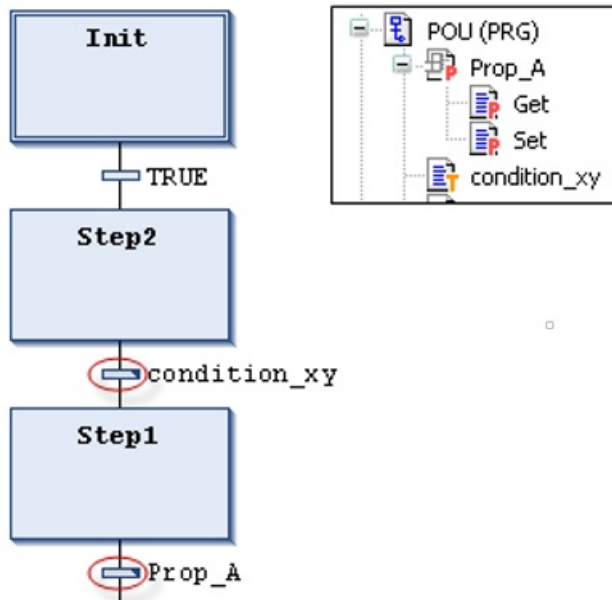 Init
TRUE
Step2
condition_xy
Step1
Prop_A
POU (PRG)
Prop_A
Get
Set
condition_xy